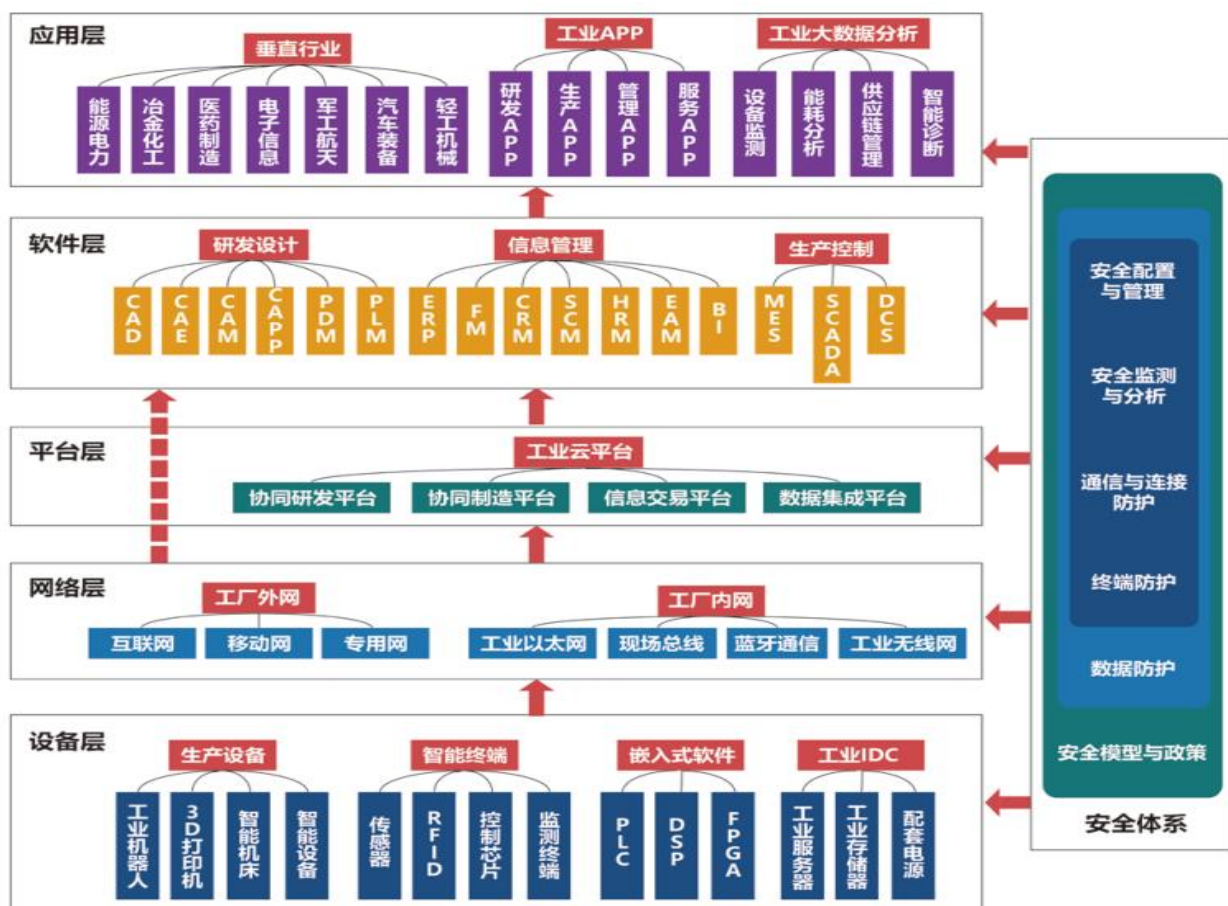 应用层
垂直行业
工业APP
工业大数据分析
能源电力
冶金化工
医药制造
电子信息
军工航天
汽车装备
轻工机械
研发APP
生产APP
管理APP
服务APP
设备监测
能耗分析
供应链管理
智能诊断
软件层
研发设计
信息管理
生产控制
CAD
CAE
CAM
CAPP
PDM
PLM
ERP
FM
CRM
SCM
HRM
EAM
BI
MES
SCADA
DCS
平台层
工业云平台
协同研发平台
协同制造平台
信息交易平台
数据集成平台
网络层
工厂外网
工厂内网
互联网
移动网
专用网
工业以太网
现场总线
蓝牙通信
工业无线网
设备层
生产设备
智能终端
嵌入式软件
工业IDC
工业机器人
3D打印机
智能机床
智能设备
传感器
RFID
控制芯片
监测终端
PLC
DSP
FPGA
工业服务器
工业存储器
配套电源
安全配置
与管理
安全监测
与分析
通信与连接
防护
终端防护
数据防护
安全模型与政策
安全体系